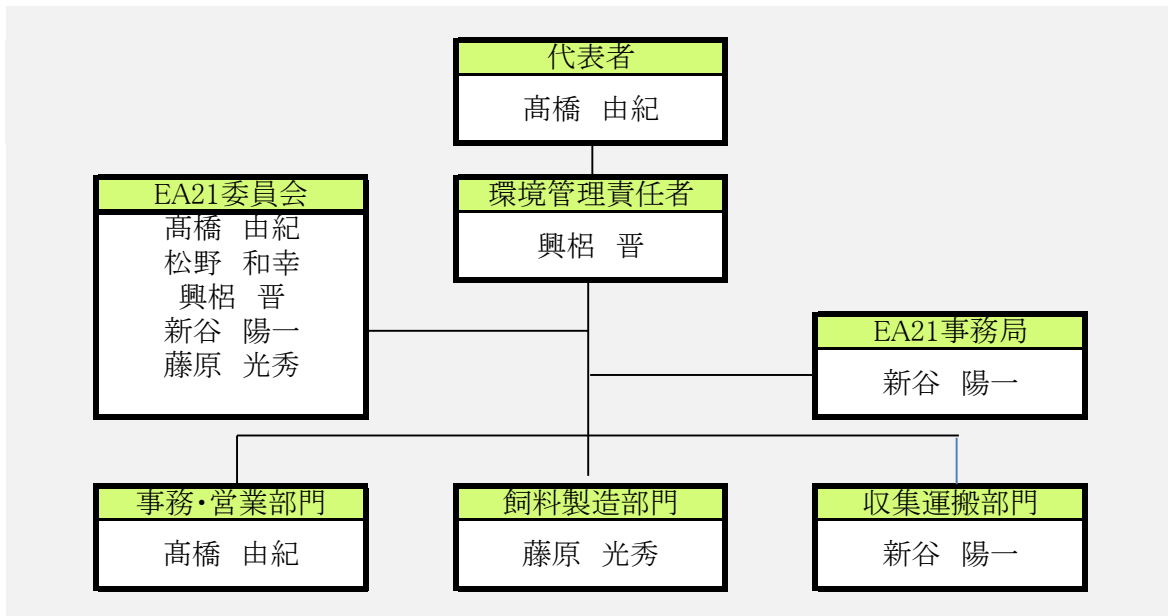 代表者
髙橋 由紀
EA21委員会
髙橋 由紀
松野 和幸
興梠 晋
新谷 陽一
藤原 光秀
環境管理責任者
興梠 晋
EA21事務局
新谷 陽一
事務・営業部門
髙橋 由紀
飼料製造部門
藤原 光秀
収集運搬部門
新谷 陽一